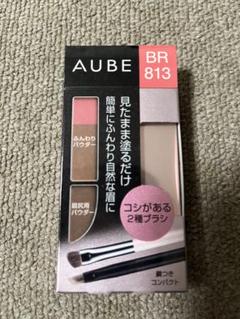 AUBE
BR
813
見たまま塗るだけ
簡単にふんわり自然な眉に
ふんわり
パウダー
眉尻用
パウダー
コシがある
2種ブラシ
鏡つき
コンパクト